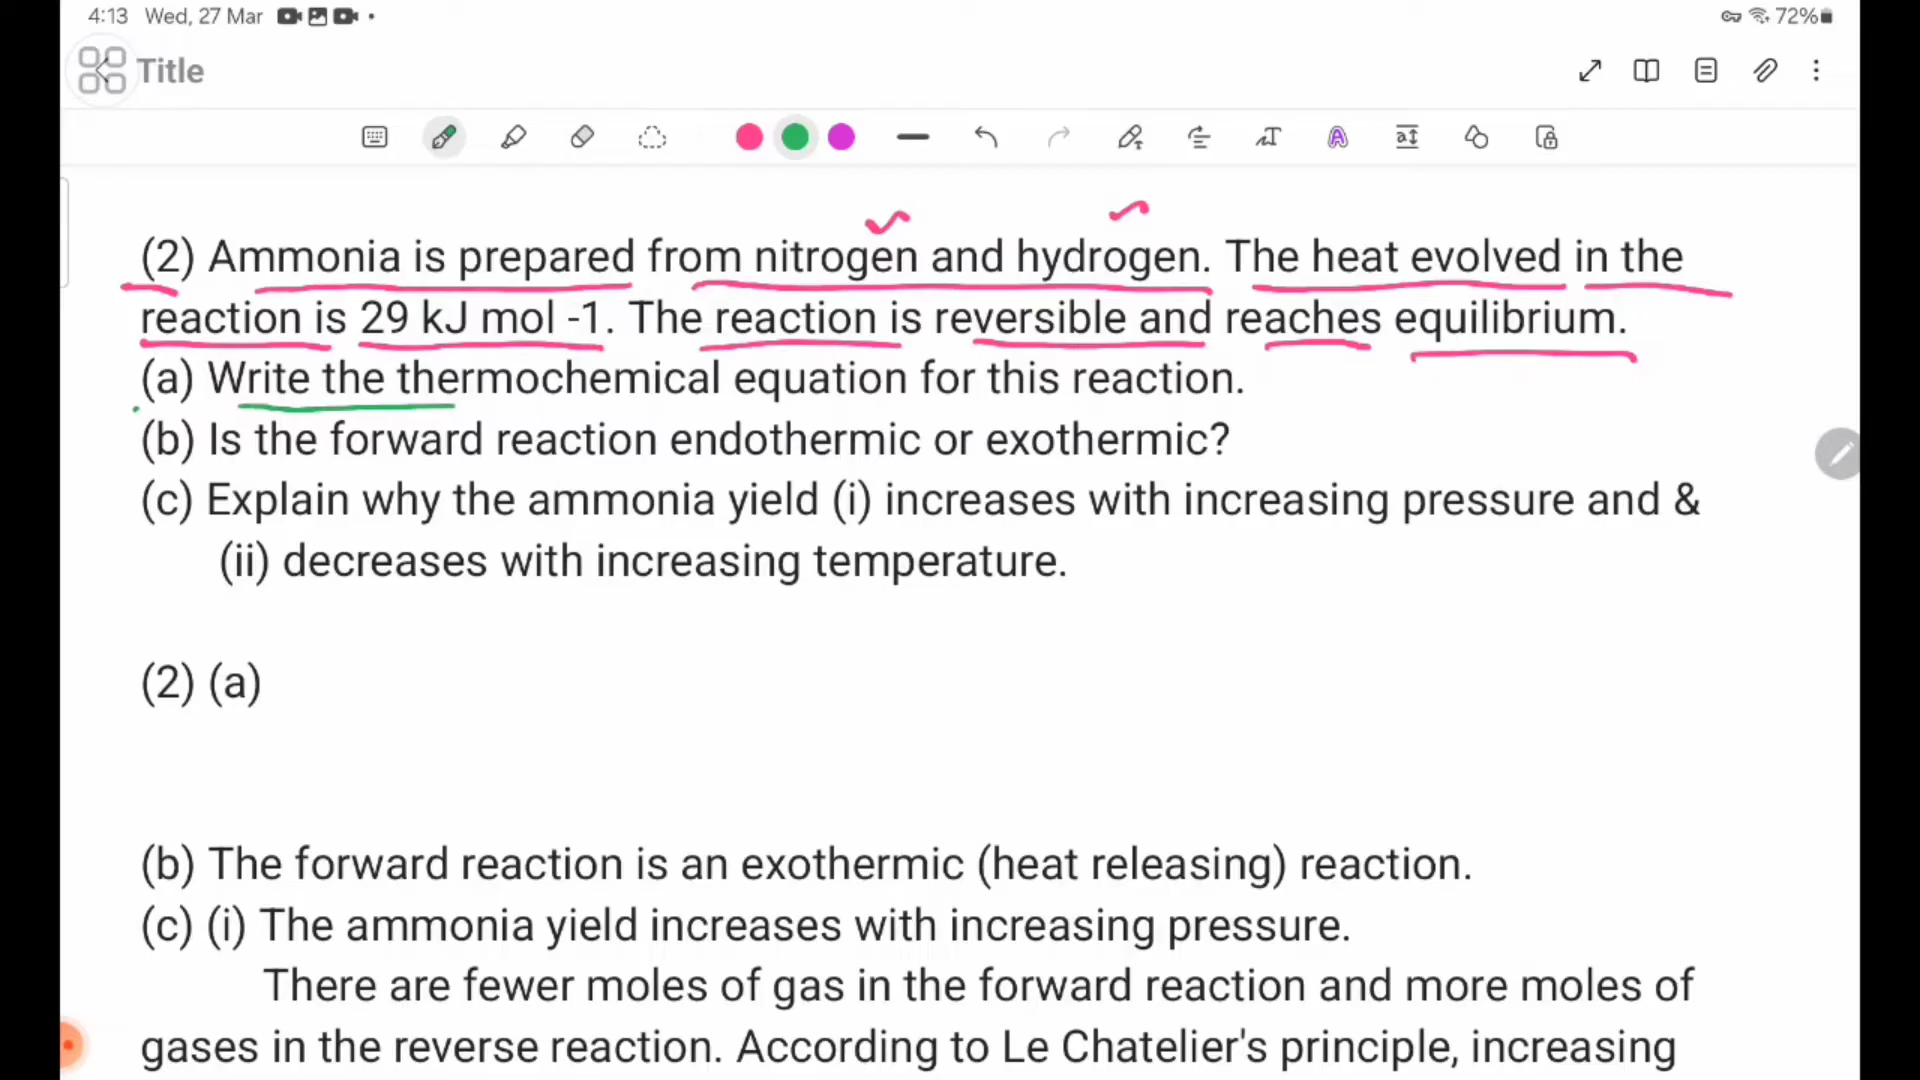 4:13 Wed, 27 Mar
72%
Title
(2) Ammonia is prepared from nitrogen and hydrogen. The heat evolved in the
reaction is 29 kJ mol -1. The reaction is reversible and reaches equilibrium.
(a) Write the thermochemical equation for this reaction.
(b) Is the forward reaction endothermic or exothermic?
(c) Explain why the ammonia yield (i) increases with increasing pressure and &
(ii) decreases with increasing temperature.
(2) (a)
(b) The forward reaction is an exothermic (heat releasing) reaction.
(c) (i) The ammonia yield increases with increasing pressure.
There are fewer moles of gas in the forward reaction and more moles of
gases in the reverse reaction. According to Le Chatelier's principle, increasing